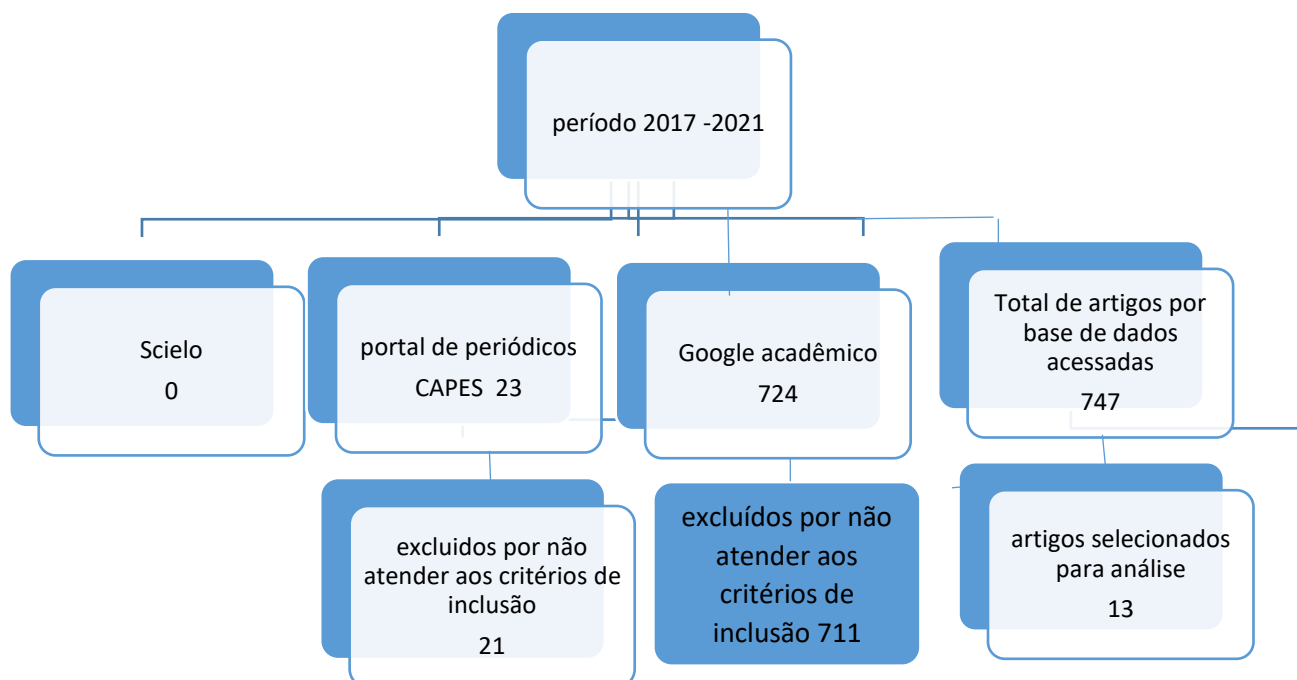 período 2017 -2021
Scielo
0
portal de periódicos
CAPES 23
Google acadêmico
724
Total de artigos por
base de dados
acessadas
747
excluidos por não
atender aos critérios de
inclusão
21
excluídos por não
atender aos
critérios de
inclusão 711
artigos selecionados
para análise
13